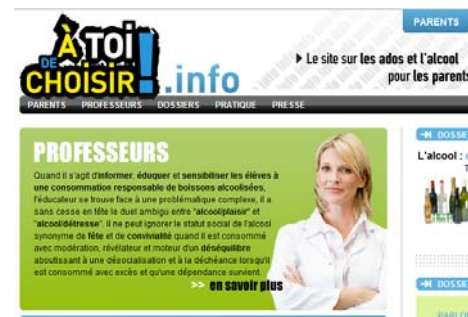 À TOI
DE
CHOISIR!.info
PARENTS
Le site sur les ados et l'alcool
pour les parents
PARENTS PROFESSEURS DOSSIERS PRATIQUE PRESSE
PROFESSEURS
Quand il s'agit d'informer, éduquer et sensibiliser les élèves à
une consommation responsable de boissons alcoolisées,
l'éducateur se trouve face à une problématique complexe, il a
sans cesse en tête le duel ambigu entre "alcool/plaisir" et
"alcool/détresse". Il ne peut ignorer le statut social de l'alcool
synonyme de fête et de convivialité quand il est consommé
avec modération, révélateur et moteur d'un déséquilibre
aboutissant à une désocialisation et à la déchéance lorsqu'il
est consommé avec excès et qu'une dépendance survient.
>> en savoir plus
DOSSIE
L'alcool :
DOSSIE
PARLO